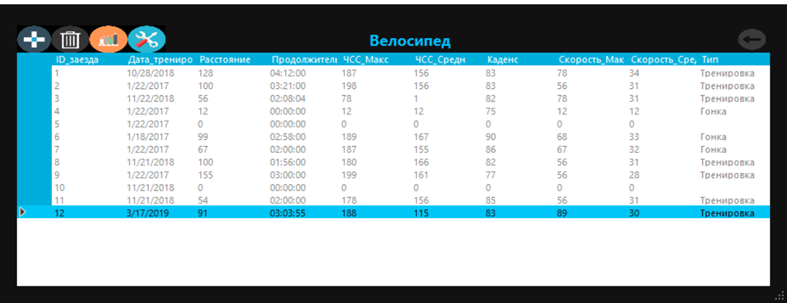 Велосипед
ID_заезда Дата_трениро Расстояние Продолжител ЧСС_Макс ЧСС_Средн Каденс Скорость_Мак Скорость_Сре, Тип
1 10/28/2018 128 04:12:00 187 156 83 78 34 Тренировка
2 1/22/2017 100 03:21:00 198 156 83 56 31 Тренировка
3 11/22/2018 56 02:08:04 78 1 82 78 31 Тренировка
4 1/22/2017 12 00:00:00 12 12 75 12 12 Гонка
5 1/22/2017 0 00:00:00 0 0 0 0 0
6 1/18/2017 99 02:58:00 189 167 90 68 33 Гонка
7 1/22/2017 67 02:00:00 187 155 86 67 32 Гонка
8 11/21/2018 100 01:56:00 180 166 82 56 31 Тренировка
9 1/22/2017 155 03:00:00 199 161 77 56 28 Тренировка
10 11/21/2018 0 00:00:00 0 0 0 0 0
11 11/21/2018 54 02:00:00 178 156 85 56 31 Тренировка
12 3/17/2019 91 03:03:55 188 115 83 89 30 Тренировка